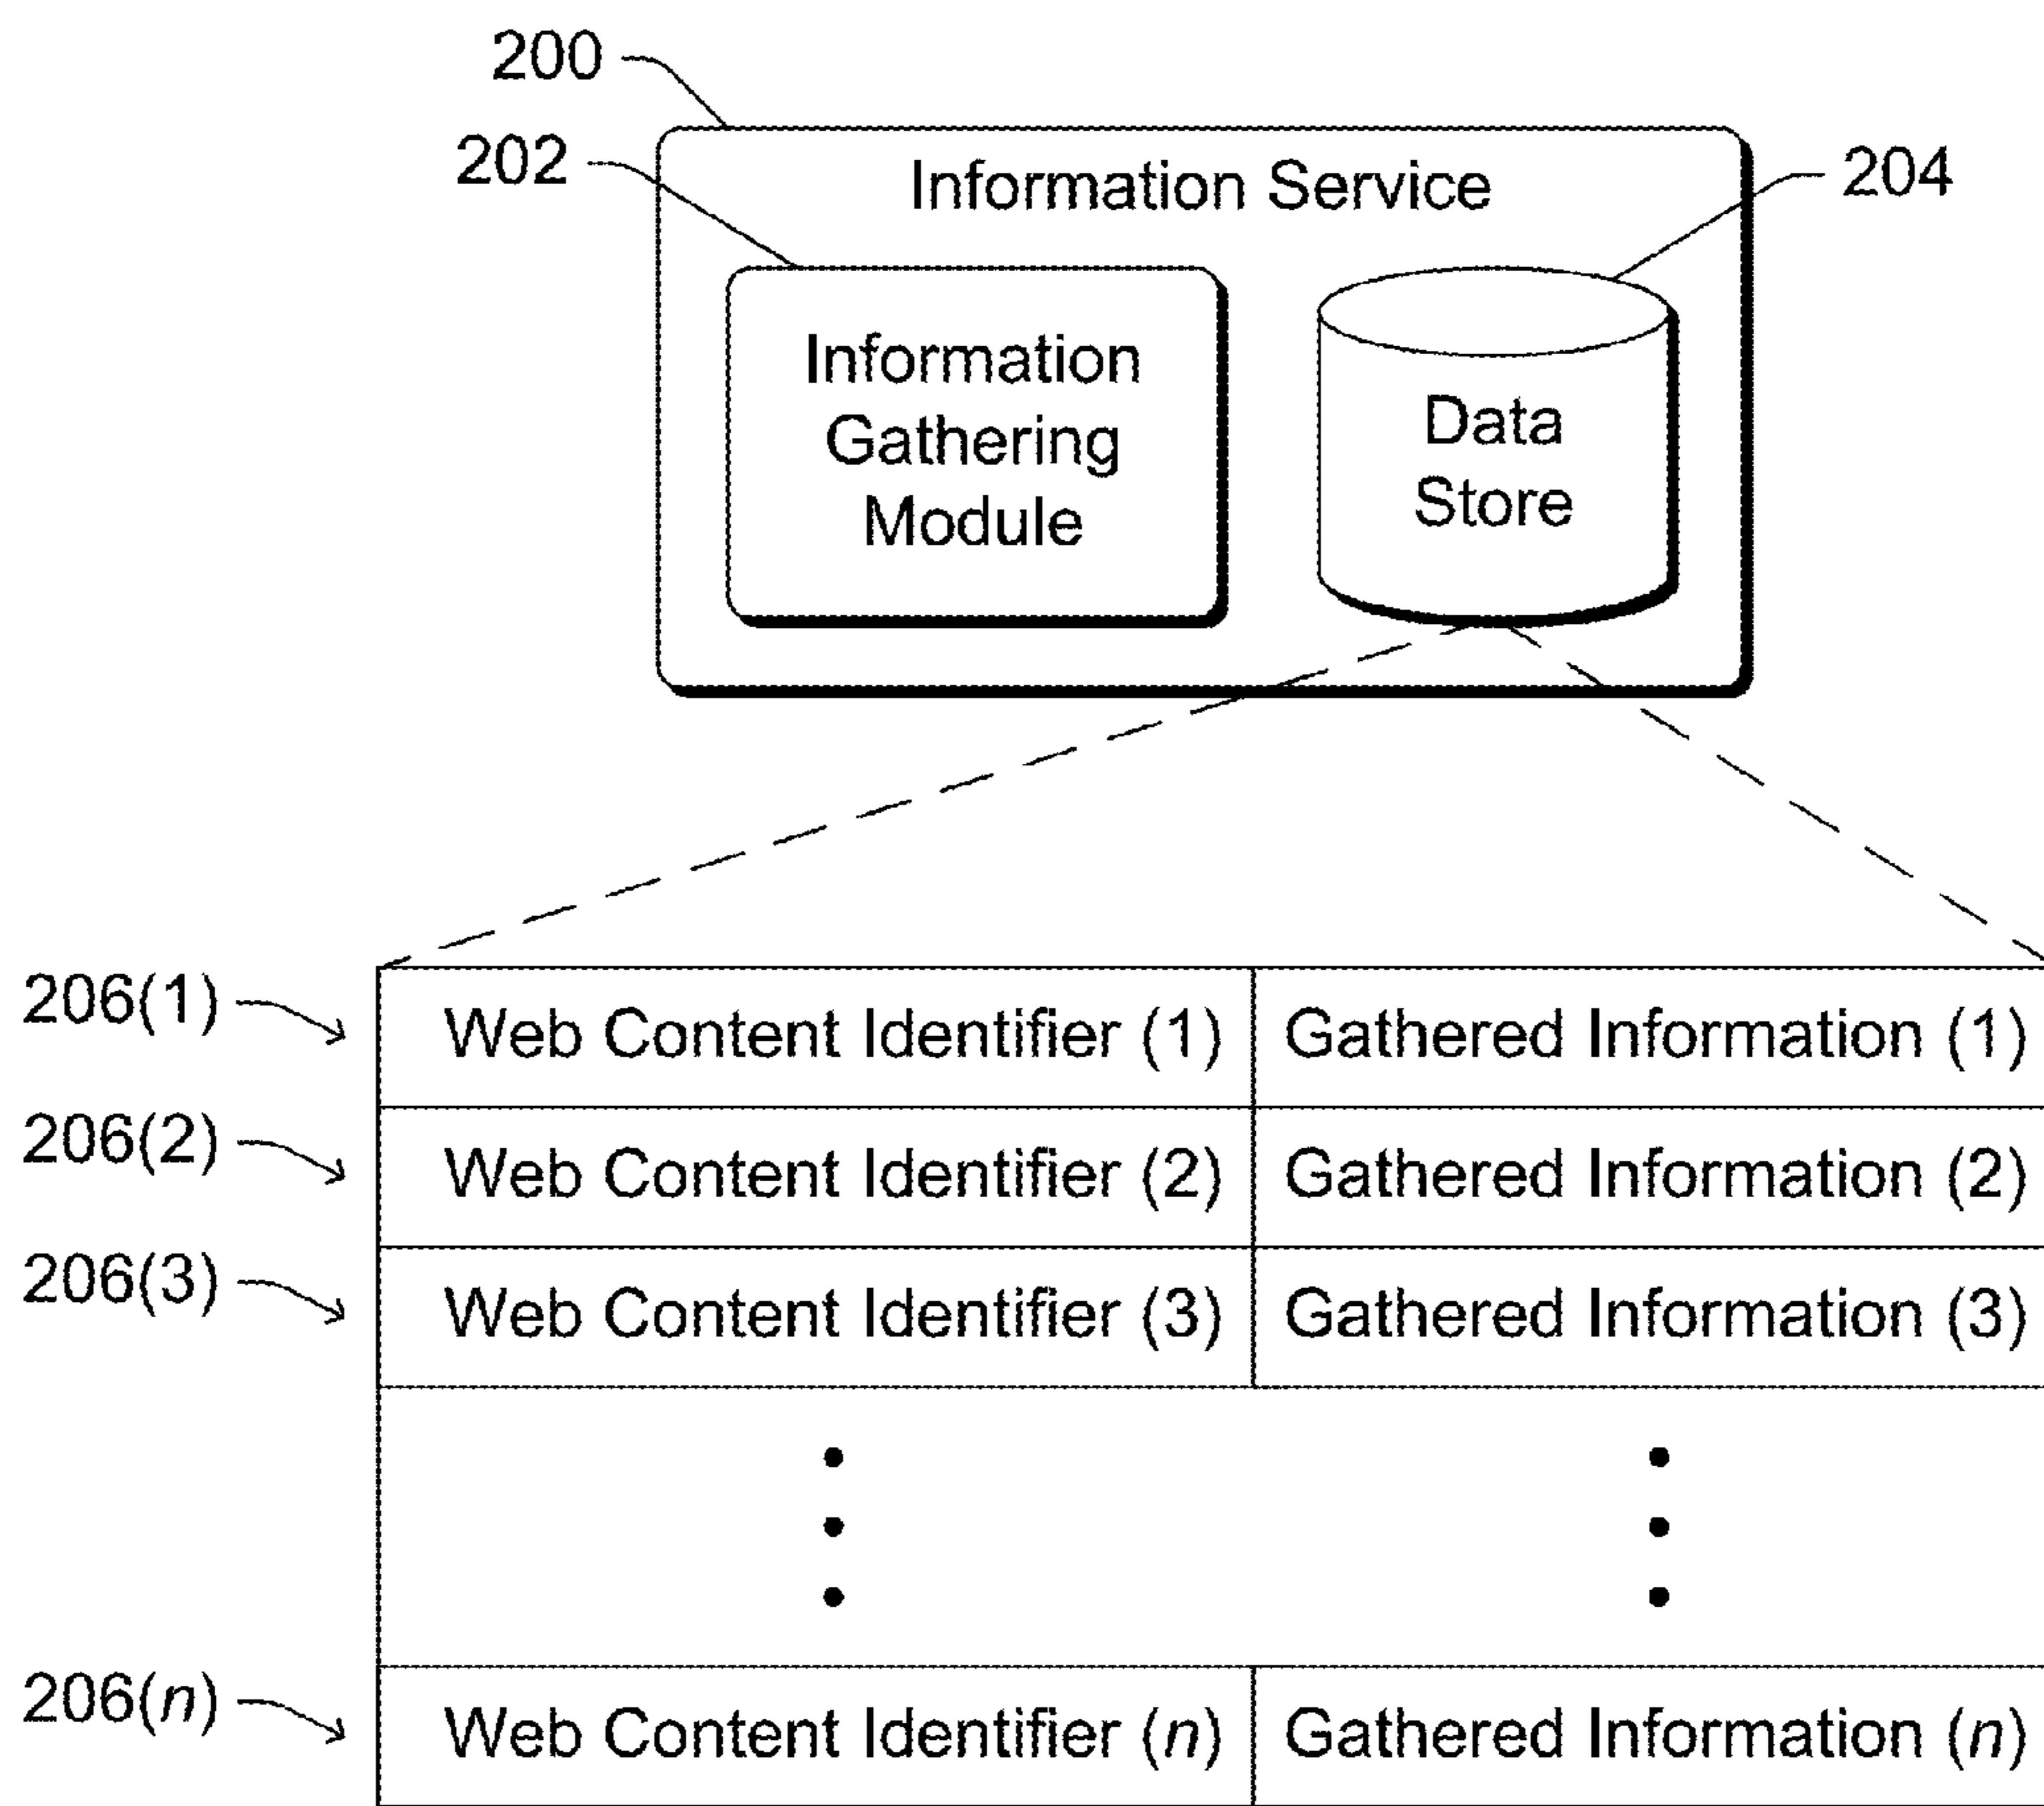 200
202
Information Service
204
Information
Gathering
Module
Data
Store
206(1)
Web Content Identifier (1)
Gathered Information (1)
206(2)
Web Content Identifier (2)
Gathered Information (2)
206(3)
Web Content Identifier (3)
Gathered Information (3)
206(n)
Web Content Identifier (n)
Gathered Information (n)